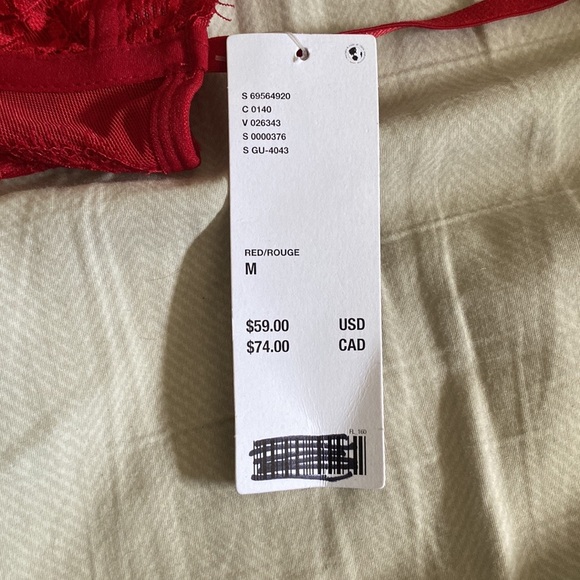 S 69564920
C 0140
V 026343
S 0000376
S GU-4043
RED/ROUGE
M
$59.00 USD
$74.00 CAD